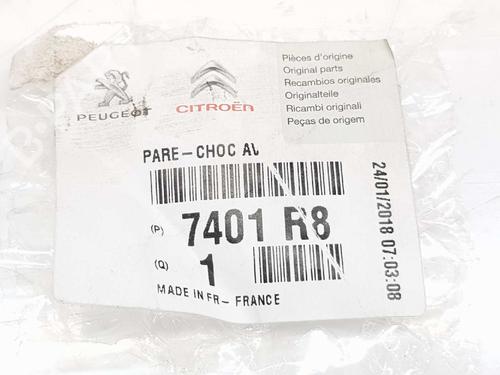 PEUGEOT
CITROËN
Pièces d'origine
Original parts
Recambios originales
Originalteile
Ricambi originali
Peças de origem
PARE-CHOC AV
(P) 7401 R8
(Q) 1
MADE IN FR- FRANCE
24/01/2018 07:03:08